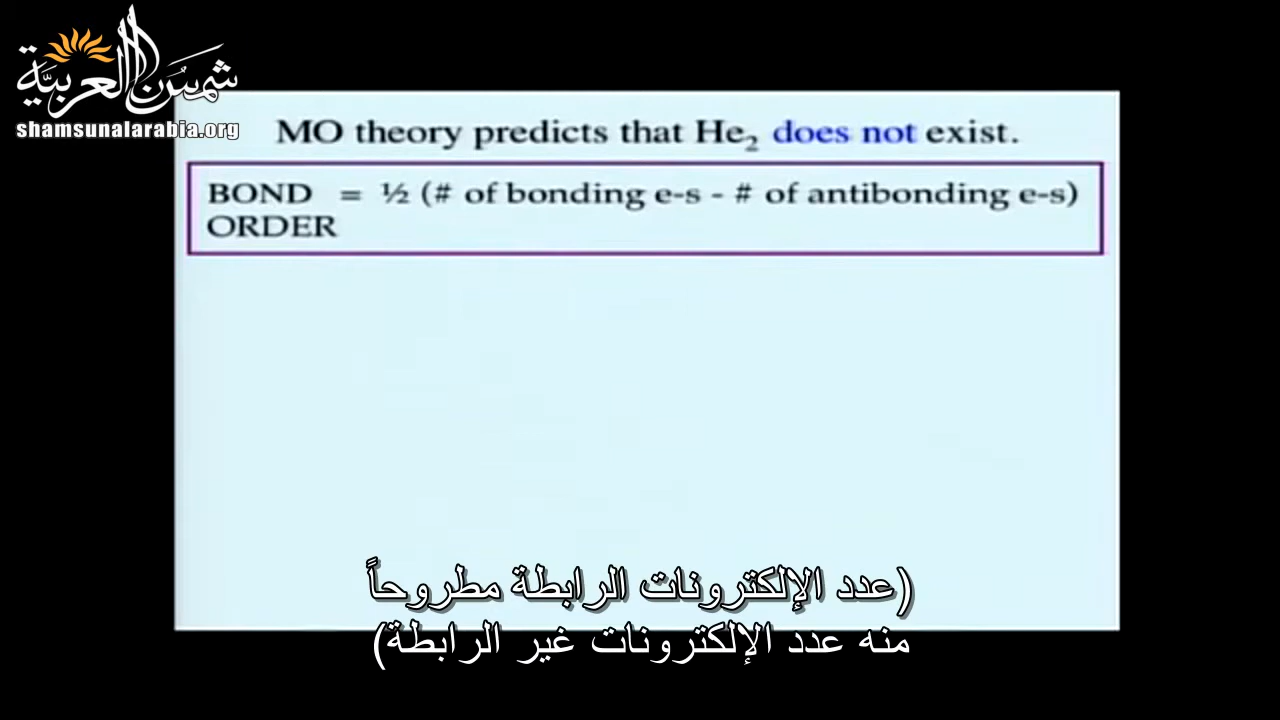 شمس العربية
shamsunalarabia.org
MO theory predicts that He₂ does not exist.
BOND = ½ (# of bonding e-s - # of antibonding e-s)
ORDER
(عدد الإلكترونات الرابطة مطروحاً
منه عدد الإلكترونات غير الرابطة)